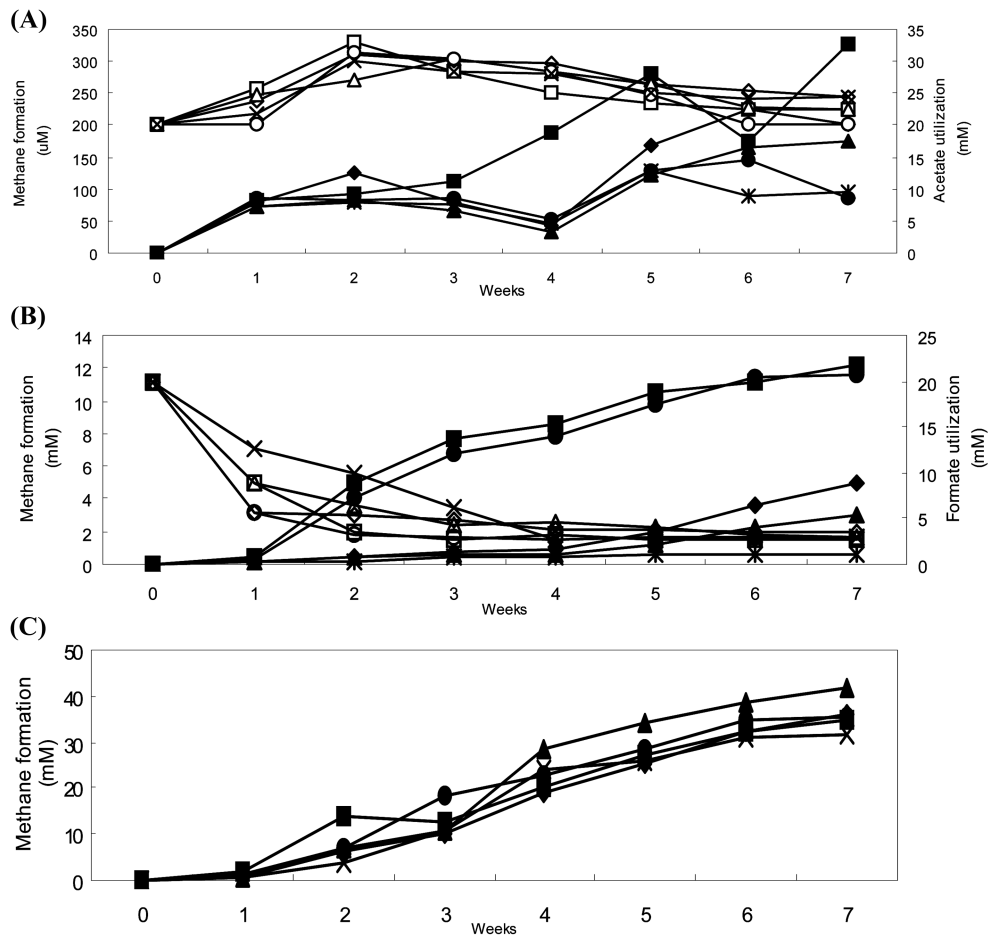 (A)
Methane formation
(uM)
350
300
250
200
150
100
50
0
35
30
25
20
15
10
5
0
Acetate utilization
(mM)
0 1 2 3 4 5 6 7
Weeks
(B)
Methane formation
(mM)
14
12
10
8
6
4
2
0
25
20
15
10
5
0
Formate utilization
(mM)
0 1 2 3 4 5 6 7
Weeks
(C)
Methane formation
(mM)
50
40
30
20
10
0
0 1 2 3 4 5 6 7
Weeks